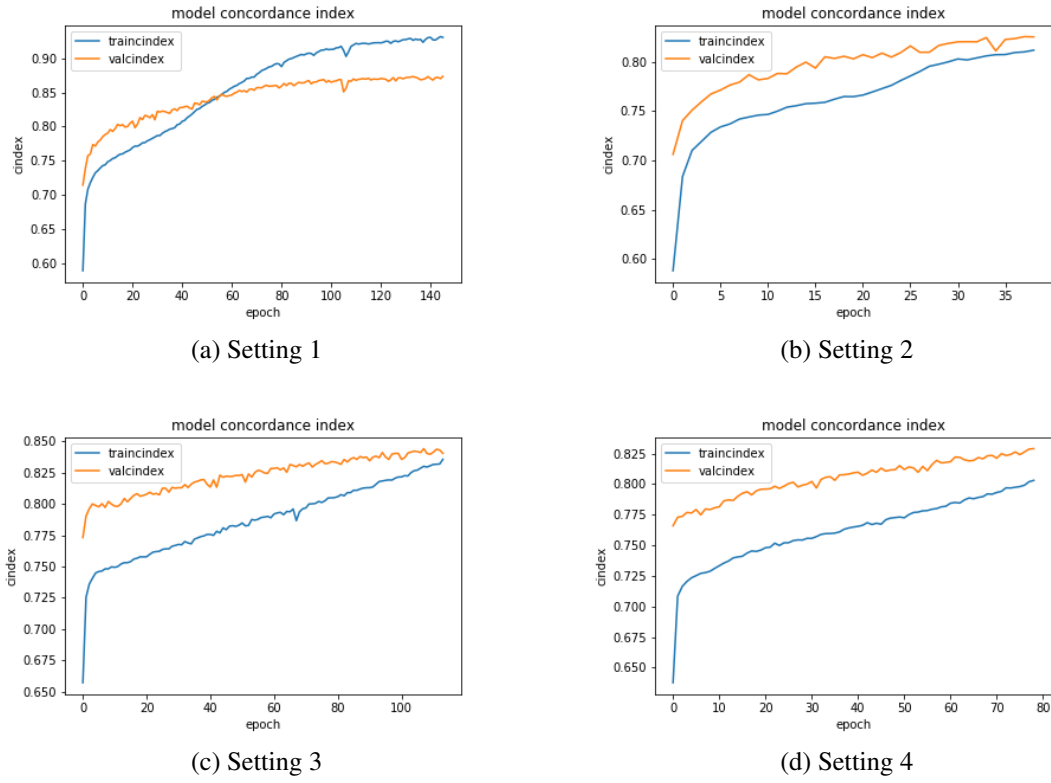 model concordance index
traincindex
valcindex
0.90
0.85
0.80
0.75
0.70
0.65
0.60
cindex
0 20 40 60 80 100 120 140
epoch
(a) Setting 1
model concordance index
traincindex
valcindex
0.80
0.75
0.70
0.65
0.60
cindex
0 5 10 15 20 25 30 35
epoch
(b) Setting 2
model concordance index
traincindex
valcindex
0.850
0.825
0.800
0.775
0.750
0.725
0.700
0.675
0.650
cindex
0 20 40 60 80 100
epoch
(c) Setting 3
model concordance index
traincindex
valcindex
0.825
0.800
0.775
0.750
0.725
0.700
0.675
0.650
cindex
0 10 20 30 40 50 60 70 80
epoch
(d) Setting 4